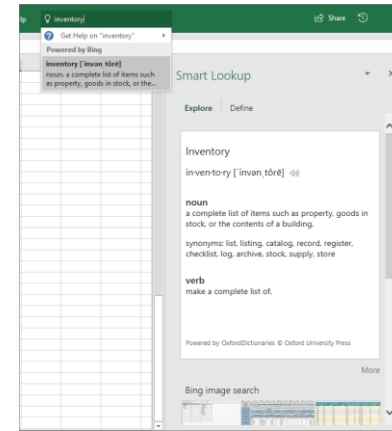 lp
inventory
Share
Get Help on "inventory"
Powered by Bing
inventory [ˈinvənˌtôrē]
noun. a complete list of items such
as property, goods in stock, or the...
Smart Lookup
Explore
Define
Inventory
in·ven·to·ry [ˈinvənˌtôrē]
noun
a complete list of items such as property, goods in
stock, or the contents of a building.
synonyms: list, listing, catalog, record, register,
checklist, log, archive, stock, supply, store
verb
make a complete list of.
Powered by OxfordDictionaries © Oxford University Press
More
Bing image search